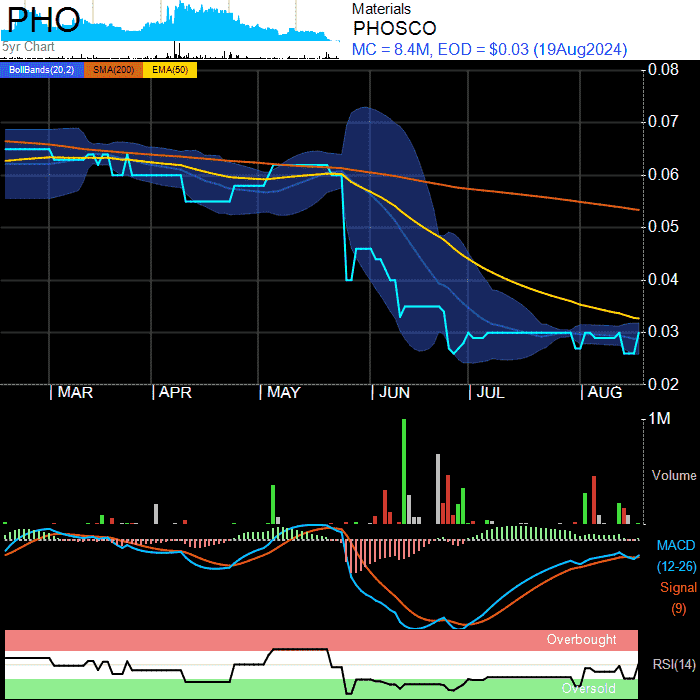 PHO
5yr Chart
Materials
PHOSCO
MC = 8.4M, EOD = $0.03 (19Aug2024)
BollBands(20,2) SMA(200) EMA(50)
0.08
0.07
0.06
0.05
0.04
0.03
0.02
MAR APR MAY JUN JUL AUG
1M
Volume
MACD
(12-26)
Signal
(9)
Overbought
RSI(14)
Oversold